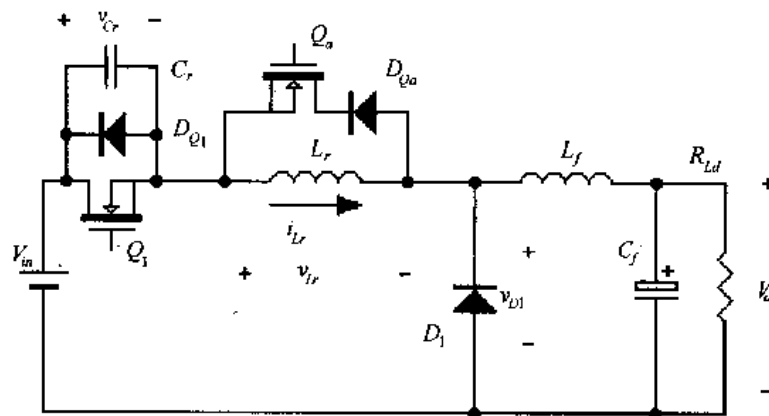 + v_Cr −
C_r
Q_a
D_Qa
D_Q1
L_r
L_f
R_Ld
+
i_Lr
V_in
Q_1
+ v_Lr −
+
C_f
+
v_D1
D_1
−
−